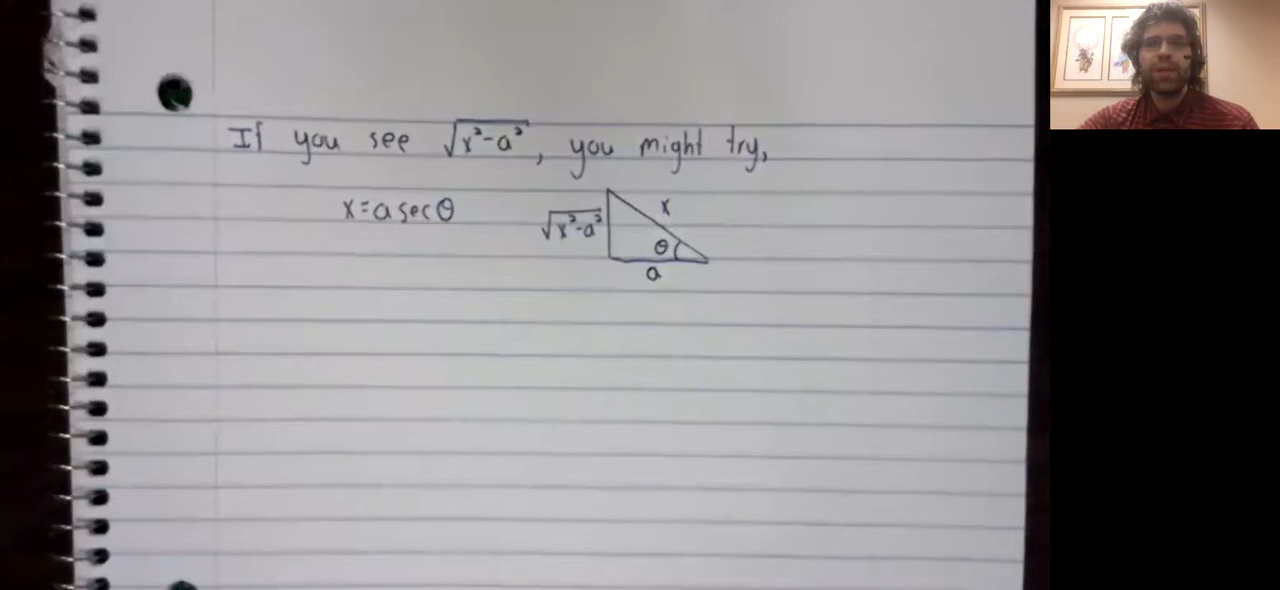 If you see √x²-a², you might try,
x = a sec θ
√x²-a²
x
θ
a